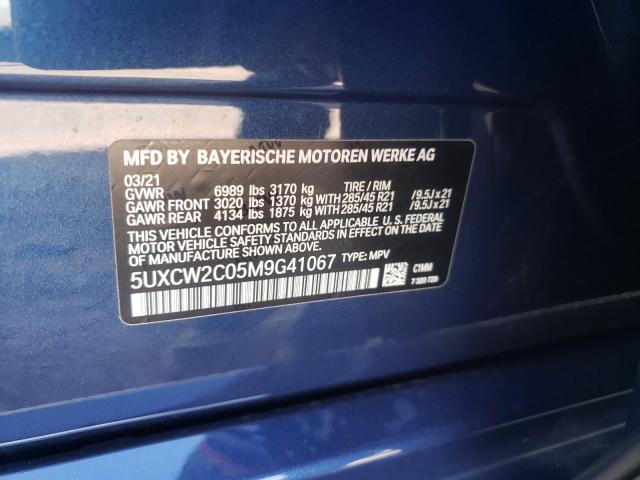 MFD BY BAYERISCHE MOTOREN WERKE AG
03/21 TIRE / RIM
GVWR 6989 lbs 3170 kg
GAWR FRONT 3020 lbs 1370 kg WITH 285/45 R21 /9.5J x 21
GAWR REAR 4134 lbs 1875 kg WITH 285/45 R21 /9.5J x 21
THIS VEHICLE CONFORMS TO ALL APPLICABLE U.S. FEDERAL
MOTOR VEHICLE SAFETY STANDARDS IN EFFECT ON THE DATE
OF MANUFACTURE SHOWN ABOVE.
5UXCW2C05M9G41067 TYPE: MPV
C1MM